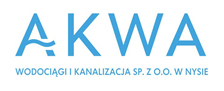 AKWA
WODOCIĄGI I KANALIZACJA SP. Z O.O. W NYSIE